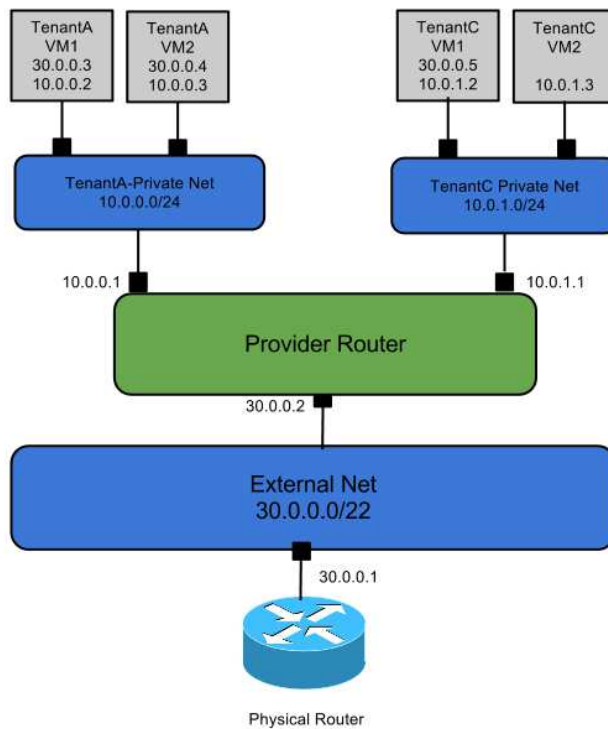 TenantA
VM1
30.0.0.3
10.0.0.2
TenantA
VM2
30.0.0.4
10.0.0.3
TenantC
VM1
30.0.0.5
10.0.1.2
TenantC
VM2
10.0.1.3
TenantA-Private Net
10.0.0.0/24
TenantC Private Net
10.0.1.0/24
10.0.0.1
10.0.1.1
Provider Router
30.0.0.2
External Net
30.0.0.0/22
30.0.0.1
Physical Router